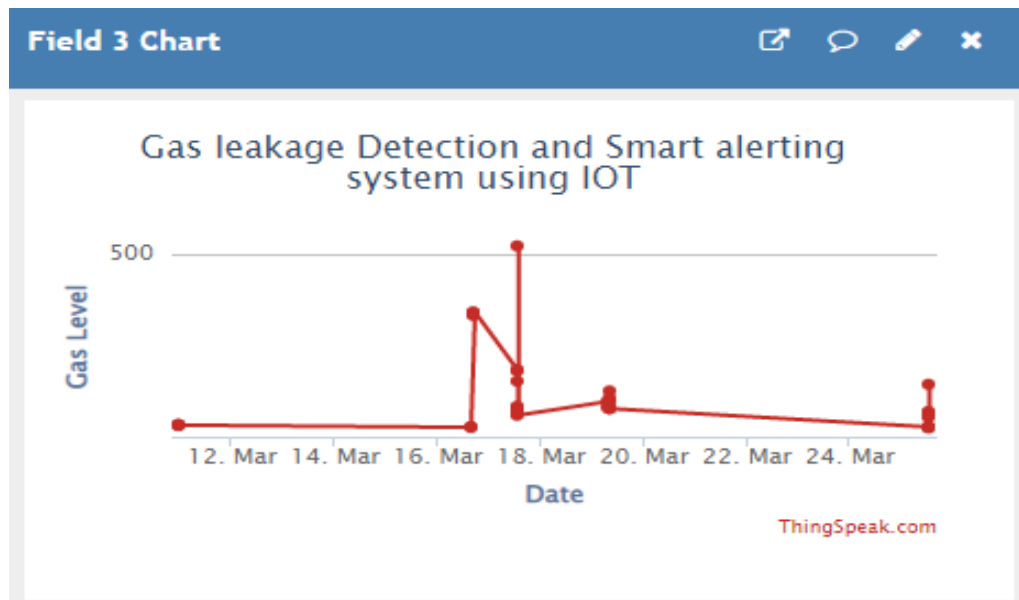 Field 3 Chart
Gas leakage Detection and Smart alerting
system using IOT
500
Gas Level
12. Mar 14. Mar 16. Mar 18. Mar 20. Mar 22. Mar 24. Mar
Date
ThingSpeak.com